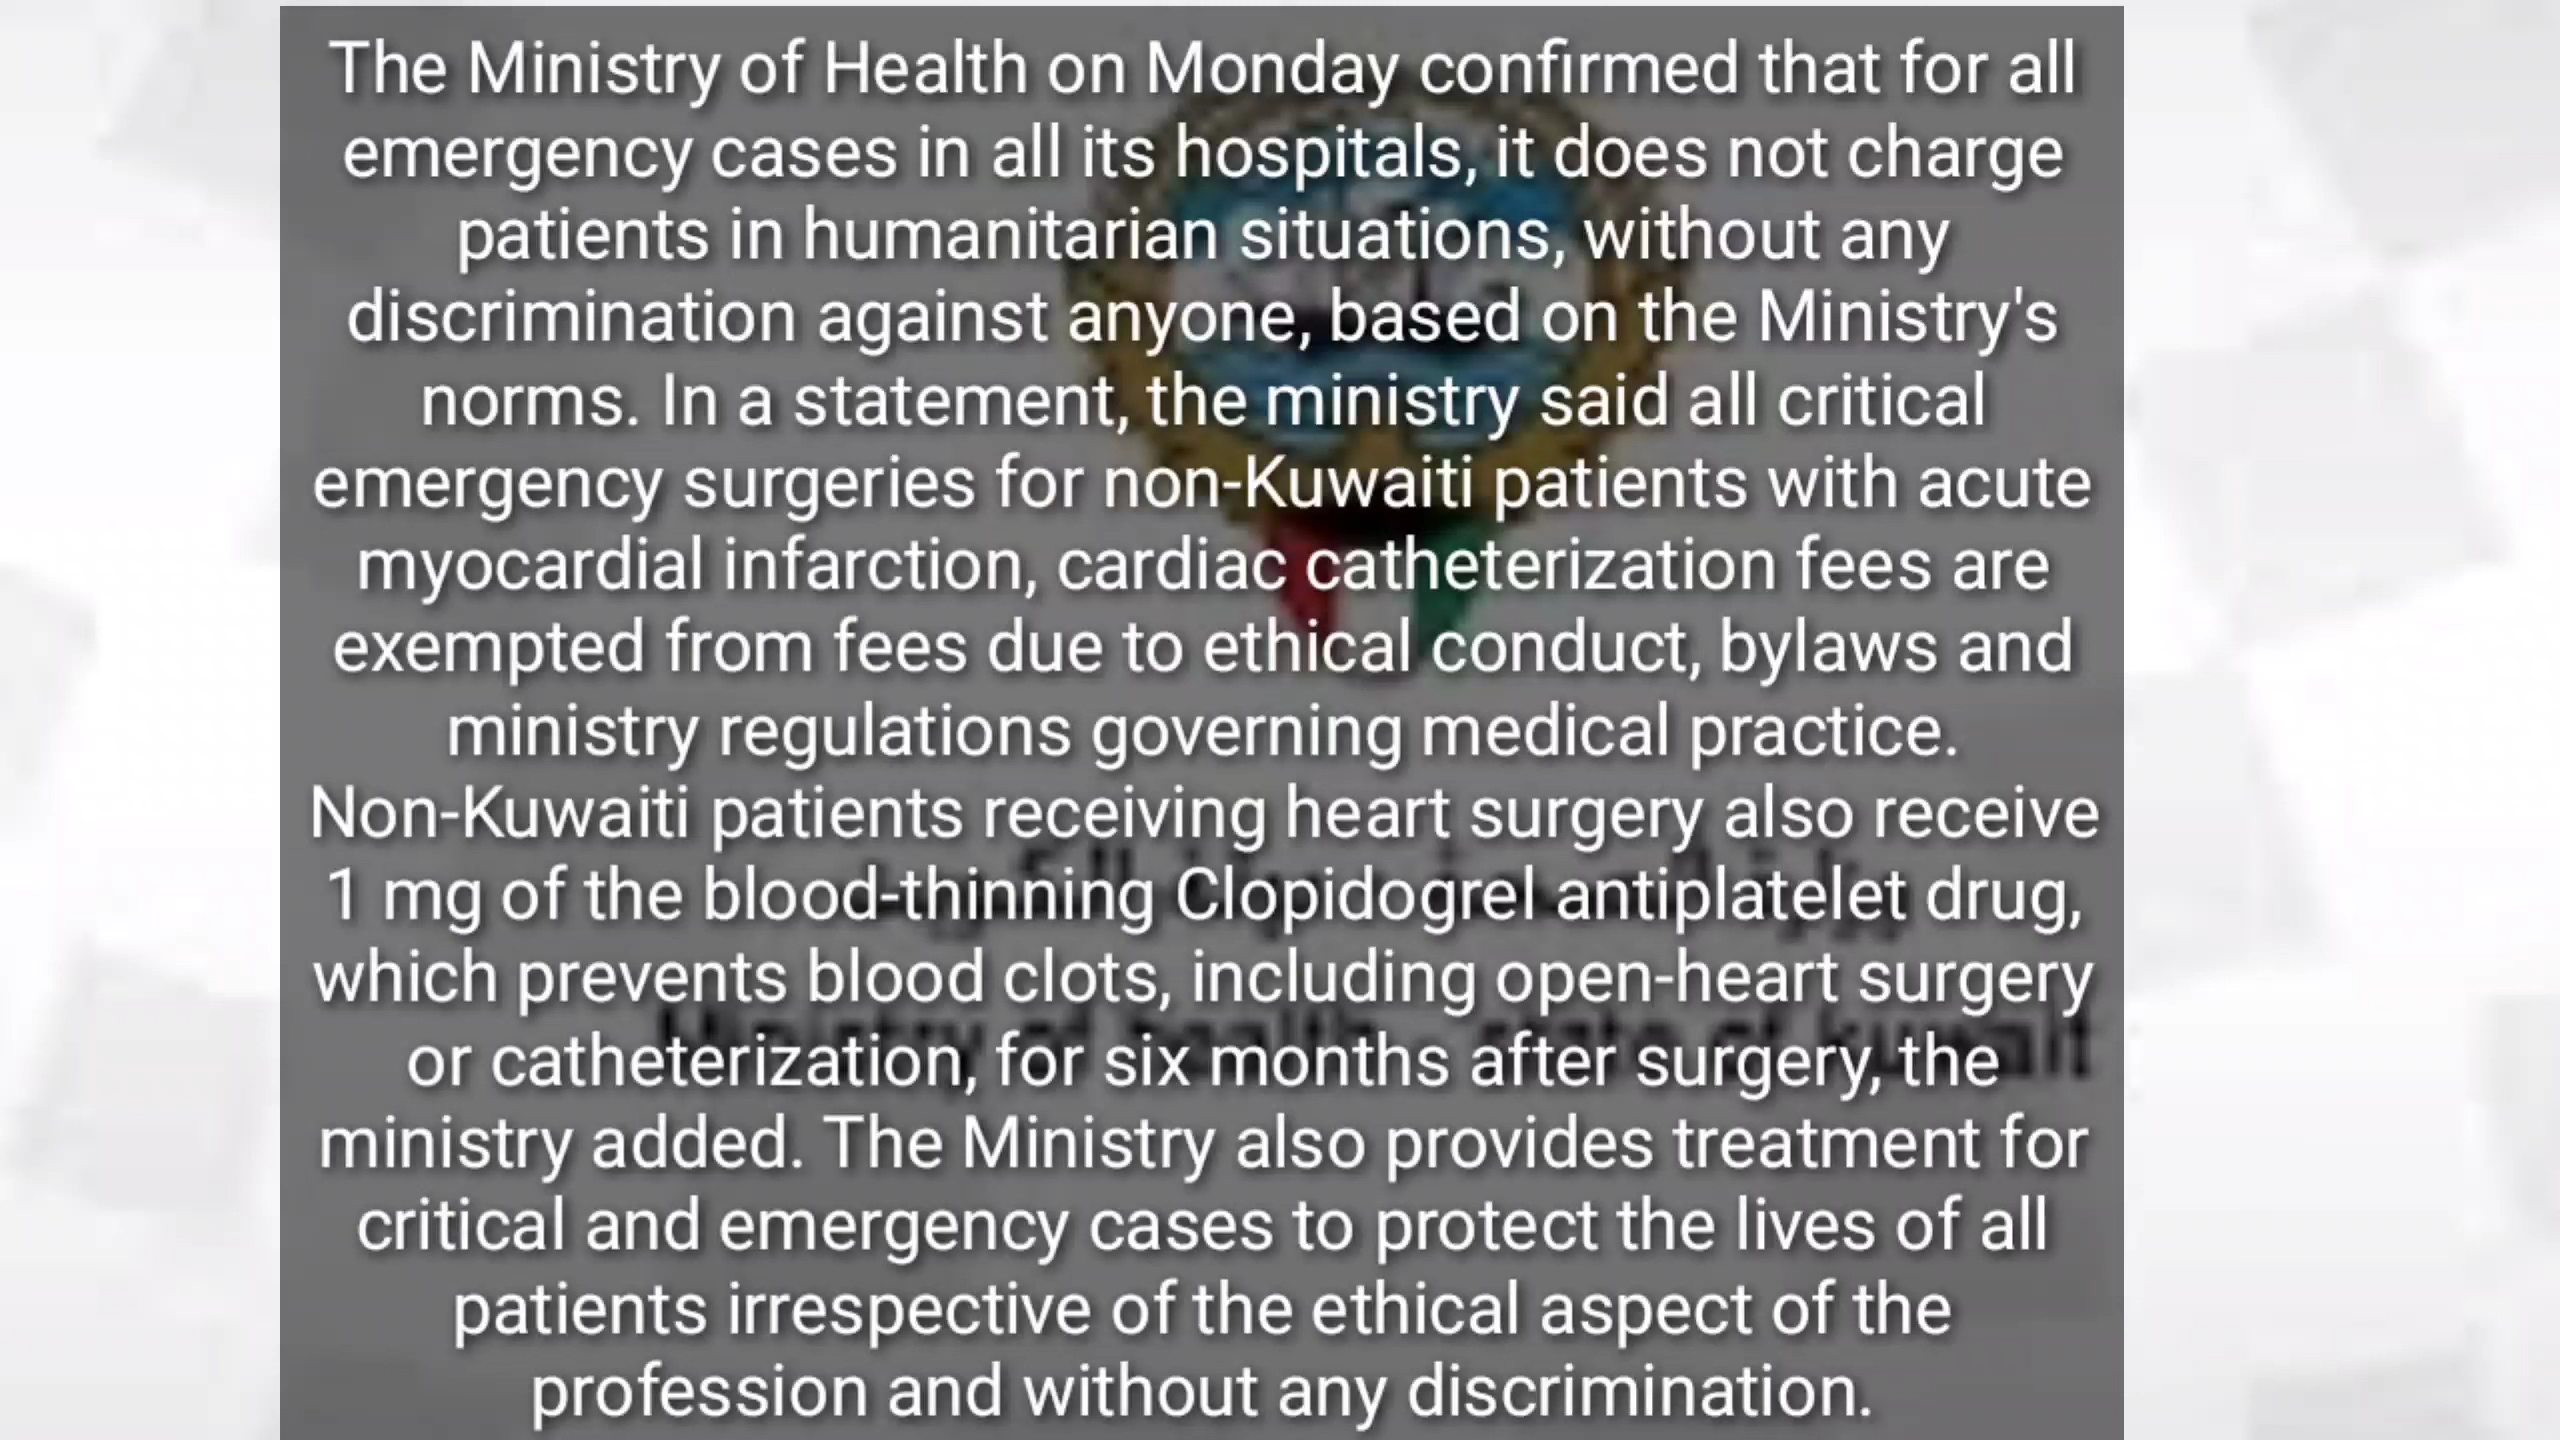 The Ministry of Health on Monday confirmed that for all
emergency cases in all its hospitals, it does not charge
patients in humanitarian situations, without any
discrimination against anyone, based on the Ministry's
norms. In a statement, the ministry said all critical
emergency surgeries for non-Kuwaiti patients with acute
myocardial infarction, cardiac catheterization fees are
exempted from fees due to ethical conduct, bylaws and
ministry regulations governing medical practice.
Non-Kuwaiti patients receiving heart surgery also receive
1 mg of the blood-thinning Clopidogrel antiplatelet drug,
which prevents blood clots, including open-heart surgery
or catheterization, for six months after surgery, the
ministry added. The Ministry also provides treatment for
critical and emergency cases to protect the lives of all
patients irrespective of the ethical aspect of the
profession and without any discrimination.
Ministry of health - state of kuwait